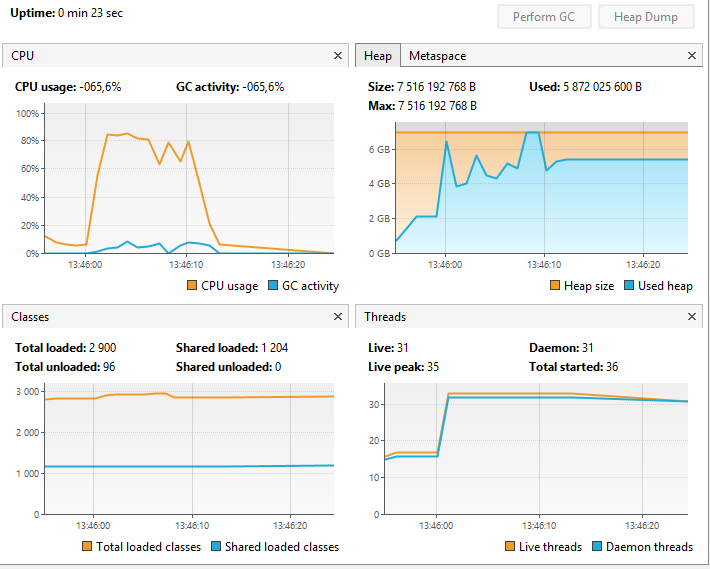 Uptime: 0 min 23 sec
Perform GC
Heap Dump
CPU
CPU usage: -065,6%
GC activity: -065,6%
100%
80%
60%
40%
20%
0%
13:46:00
13:46:10
13:46:20
CPU usage
GC activity
Heap
Metaspace
Size: 7 516 192 768 B
Used: 5 872 025 600 B
Max: 7 516 192 768 B
6 GB
4 GB
2 GB
0 GB
13:46:00
13:46:10
13:46:20
Heap size
Used heap
Classes
Total loaded: 2 900
Shared loaded: 1 204
Total unloaded: 96
Shared unloaded: 0
3 000
2 000
1 000
0
13:46:00
13:46:10
13:46:20
Total loaded classes
Shared loaded classes
Threads
Live: 31
Daemon: 31
Live peak: 35
Total started: 36
30
20
10
0
13:46:00
13:46:10
13:46:20
Live threads
Daemon threads